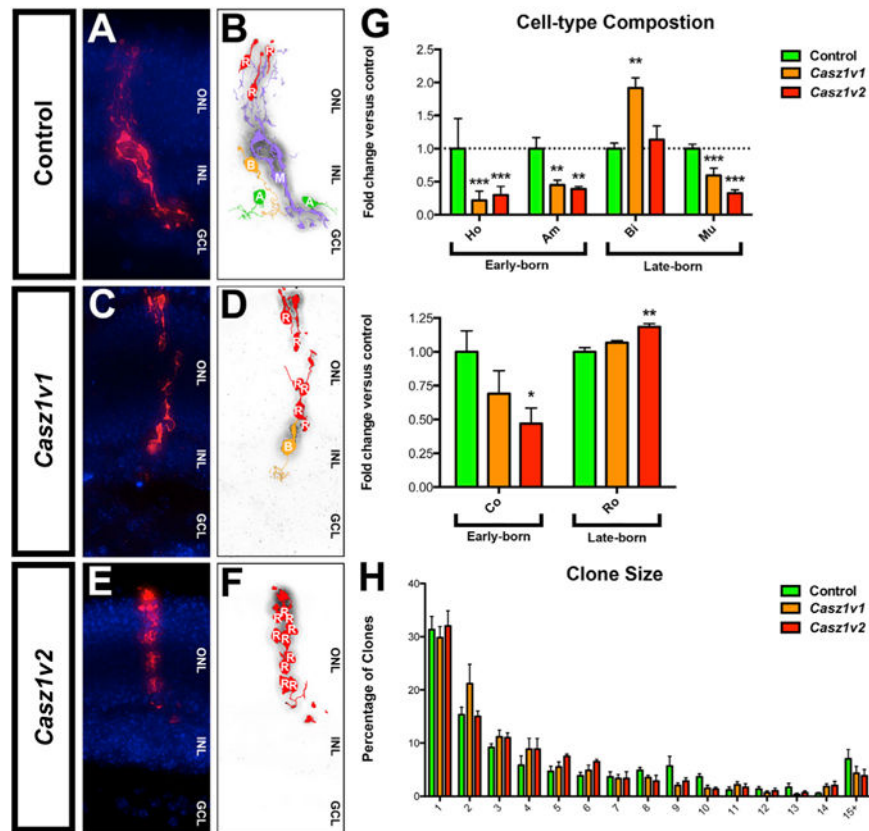 Control
A
ONL
INL
GCL
B
R
R
R
B
M
A
A
ONL
INL
GCL
Casz1v1
C
ONL
INL
GCL
D
R
R
R
R
R
R
B
ONL
INL
GCL
Casz1v2
E
ONL
INL
GCL
F
R
R
R
R
R
R
R
R
R
R
ONL
INL
GCL
G
Cell-type Compostion
Fold change versus control
2.5
2.0
1.5
1.0
0.5
0.0
*** ***
** **
**
*** ***
Ho Am Bi Mu
Early-born Late-born
Control
Casz1v1
Casz1v2
Fold change versus control
1.25
1.00
0.75
0.50
0.25
0.00
*
**
Co Ro
Early-born Late-born
H
Clone Size
Percentage of Clones
40
30
20
10
0
1 2 3 4 5 6 7 8 9 10 11 12 13 14 15+
Control
Casz1v1
Casz1v2